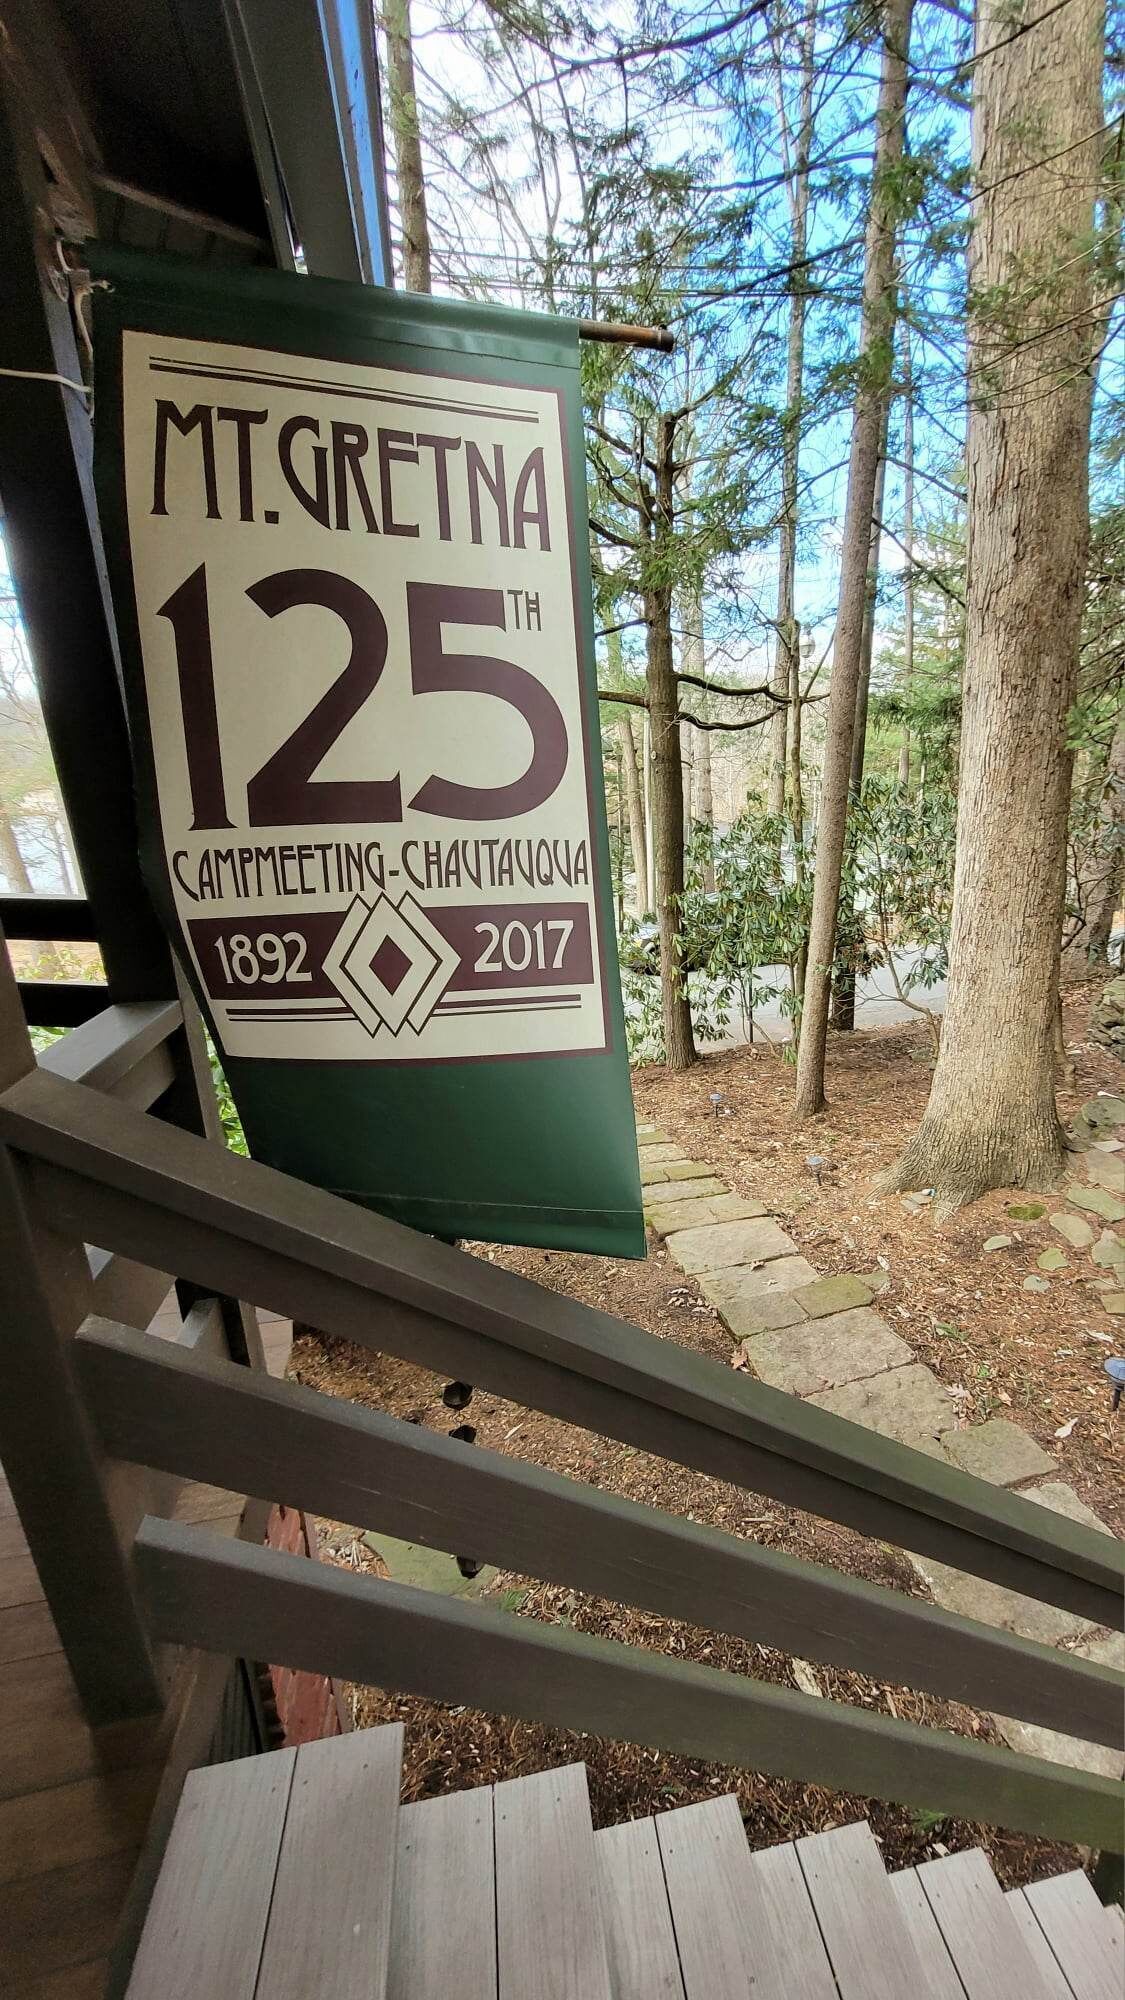 MT. GRETNA
125TH
CAMPMEETING-CHAUTAUQUA
1892 2017